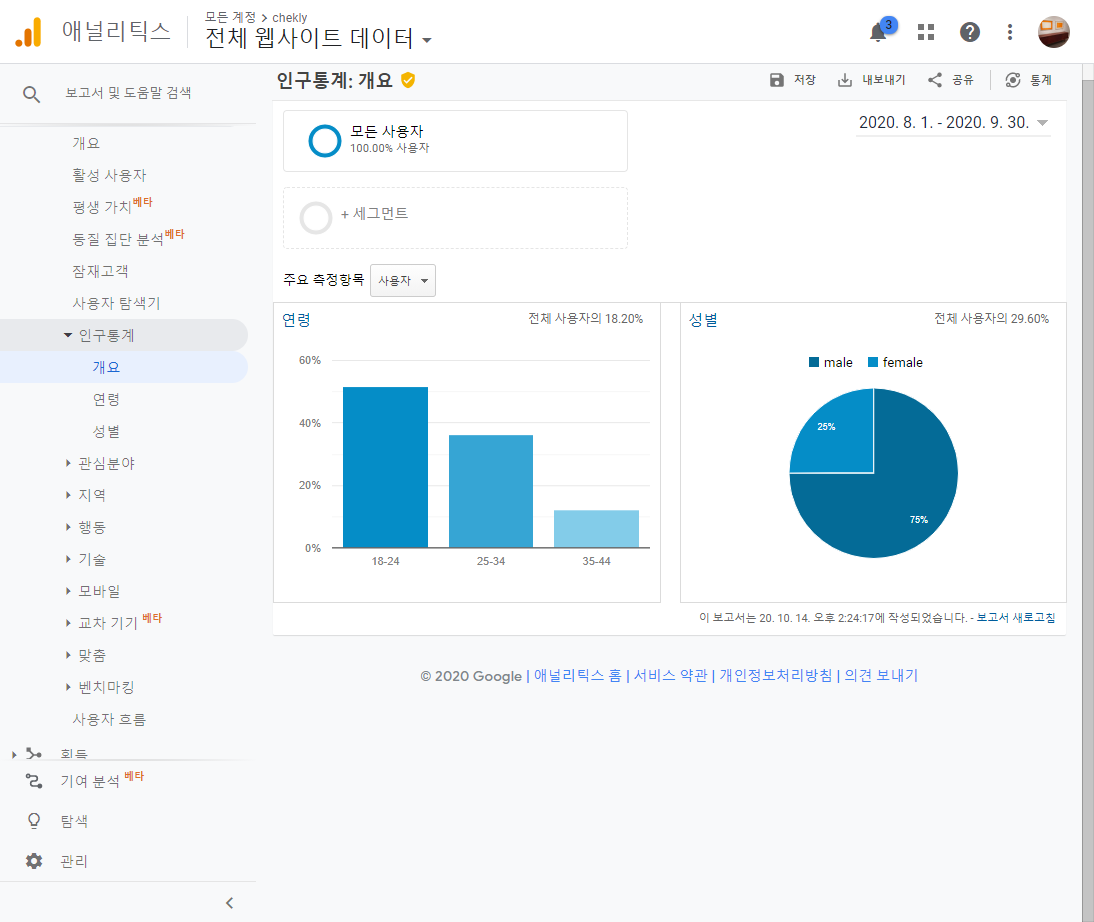 애널리틱스
모든 계정 > chekly
전체 웹사이트 데이터
3
보고서 및 도움말 검색
개요
활성 사용자
평생 가치 베타
동질 집단 분석 베타
잠재고객
사용자 탐색기
인구통계
개요
연령
성별
관심분야
지역
행동
기술
모바일
교차 기기 베타
맞춤
벤치마킹
사용자 흐름
획득
기여 분석 베타
탐색
관리
인구통계: 개요
저장
내보내기
공유
통계
모든 사용자
100.00% 사용자
2020. 8. 1. - 2020. 9. 30.
+ 세그먼트
주요 측정항목
사용자
연령
전체 사용자의 18.20%
60%
40%
20%
0%
18-24
25-34
35-44
성별
전체 사용자의 29.60%
male
female
25%
75%
이 보고서는 20. 10. 14. 오후 2:24:17에 작성되었습니다. - 보고서 새로고침
© 2020 Google | 애널리틱스 홈 | 서비스 약관 | 개인정보처리방침 | 의견 보내기